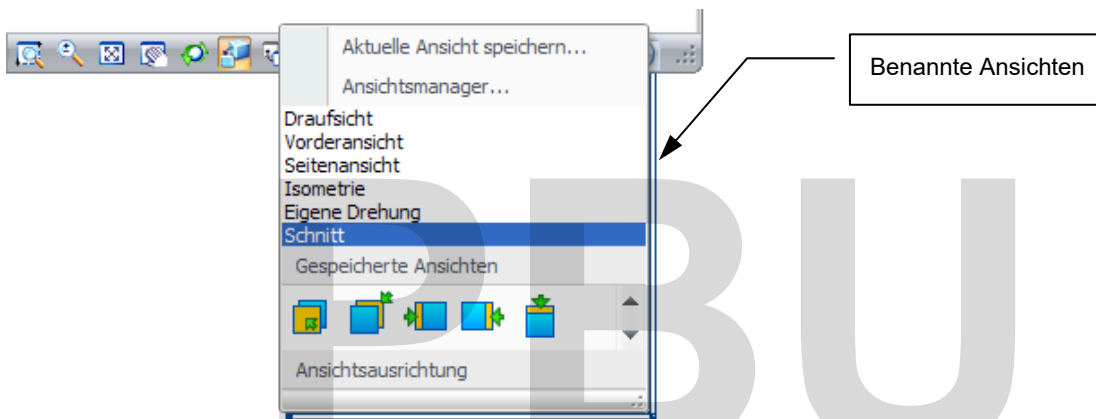 Aktuelle Ansicht speichern...
Ansichtsmanager...
Draufsicht
Vorderansicht
Seitenansicht
Isometrie
Eigene Drehung
Schnitt
Gespeicherte Ansichten
Ansichtsausrichtung
Benannte Ansichten
PBU